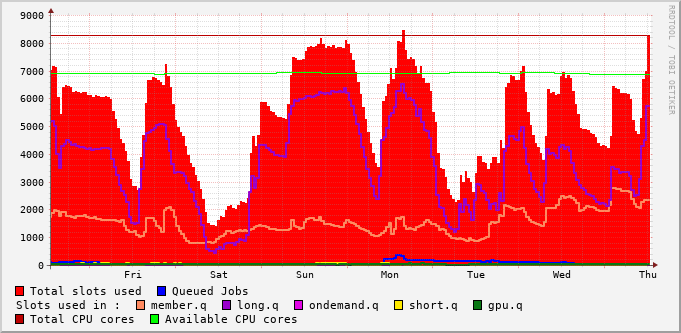 9000
8000
7000
6000
5000
4000
3000
2000
1000
0
Fri Sat Sun Mon Tue Wed Thu
RRDTOOL / TOBI OETIKER
Total slots used Queued Jobs
Slots used in : member.q long.q ondemand.q short.q gpu.q
Total CPU cores Available CPU cores